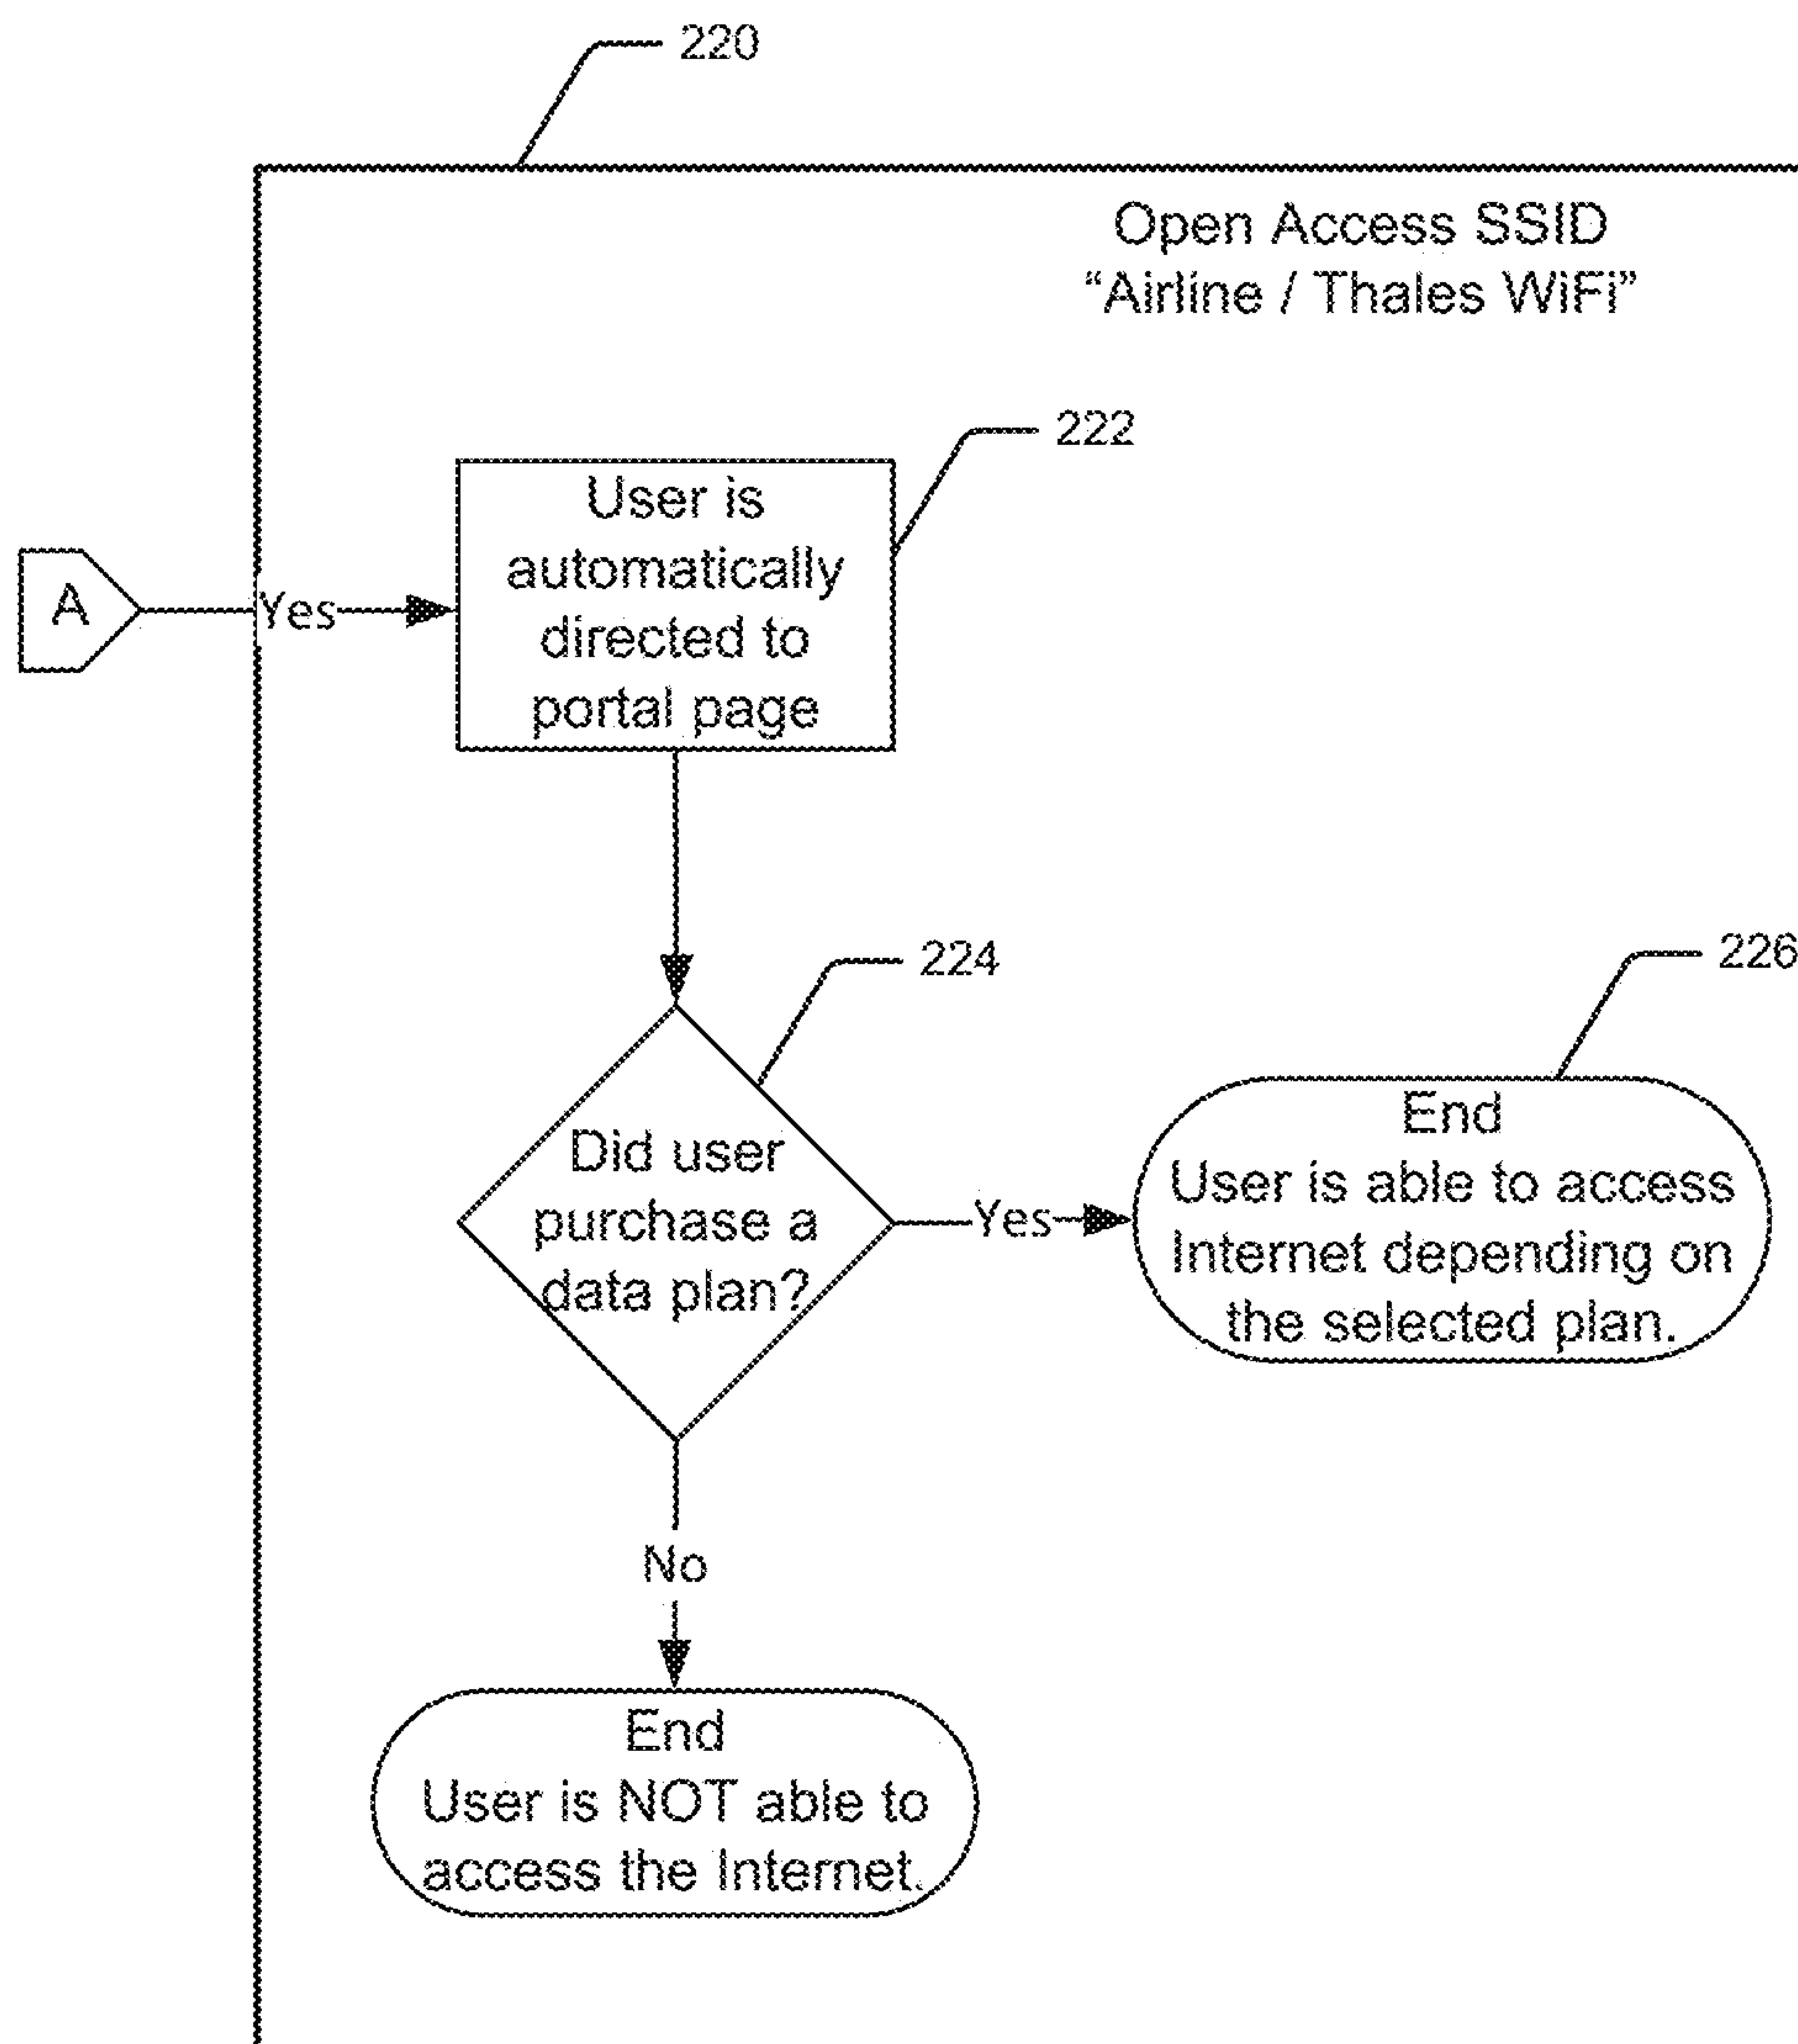 220
Open Access SSID
“Airline / Thales WiFi”
222
User is
automatically
directed to
portal page
A
Yes
224
226
Did user
purchase a
data plan?
Yes
End
User is able to access
Internet depending on
the selected plan.
No
End
User is NOT able to
access the Internet.